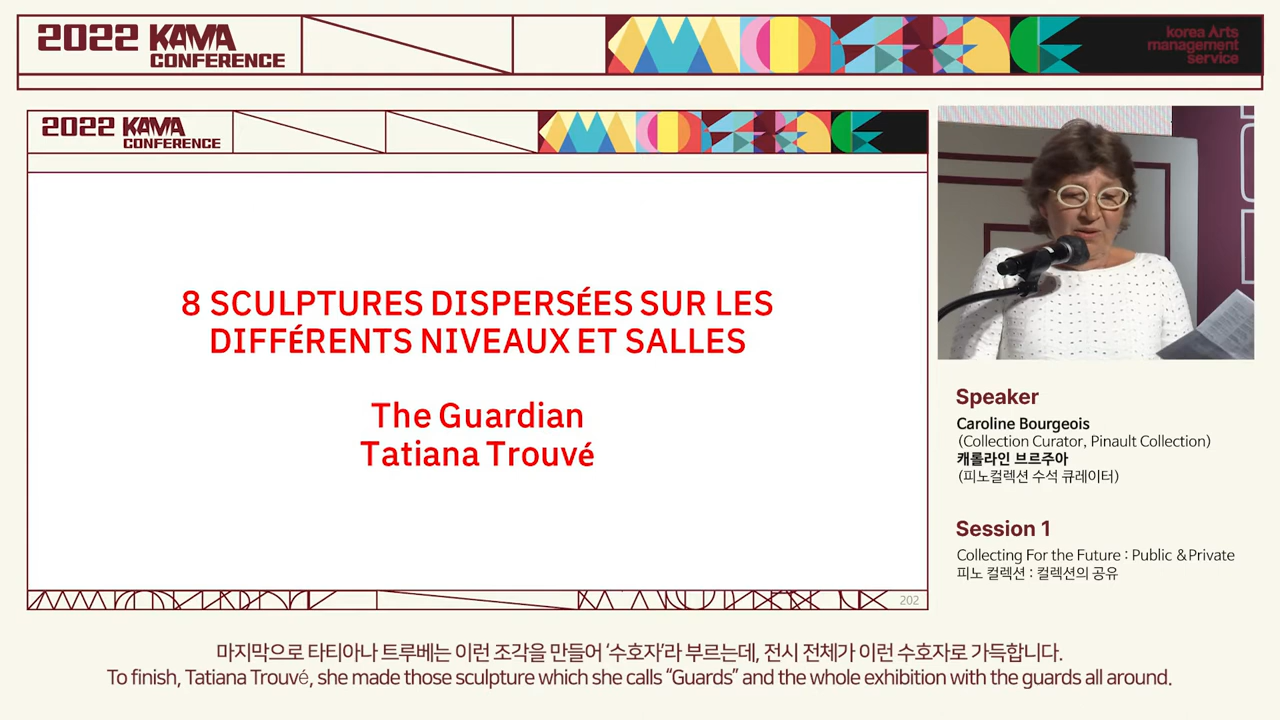 2022 KAMA
CONFERENCE
korea Arts
management
service
2022 KAMA
CONFERENCE
8 SCULPTURES DISPERSÉES SUR LES
DIFFÉRENTS NIVEAUX ET SALLES
The Guardian
Tatiana Trouvé
202
Speaker
Caroline Bourgeois
(Collection Curator, Pinault Collection)
캐롤라인 브르주아
(피노컬렉션 수석 큐레이터)
Session 1
Collecting For the Future : Public & Private
피노 컬렉션 : 컬렉션의 공유
마지막으로 타티아나 트루베는 이런 조각을 만들어 ‘수호자’라 부르는데, 전시 전체가 이런 수호자로 가득합니다.
To finish, Tatiana Trouvé, she made those sculpture which she calls “Guards” and the whole exhibition with the guards all around.